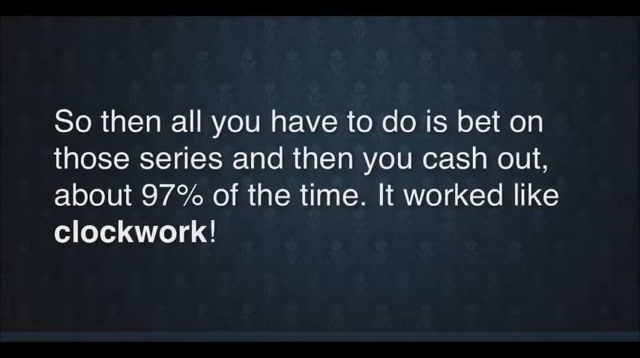 So then all you have to do is bet on
those series and then you cash out,
about 97% of the time. It worked like
clockwork!